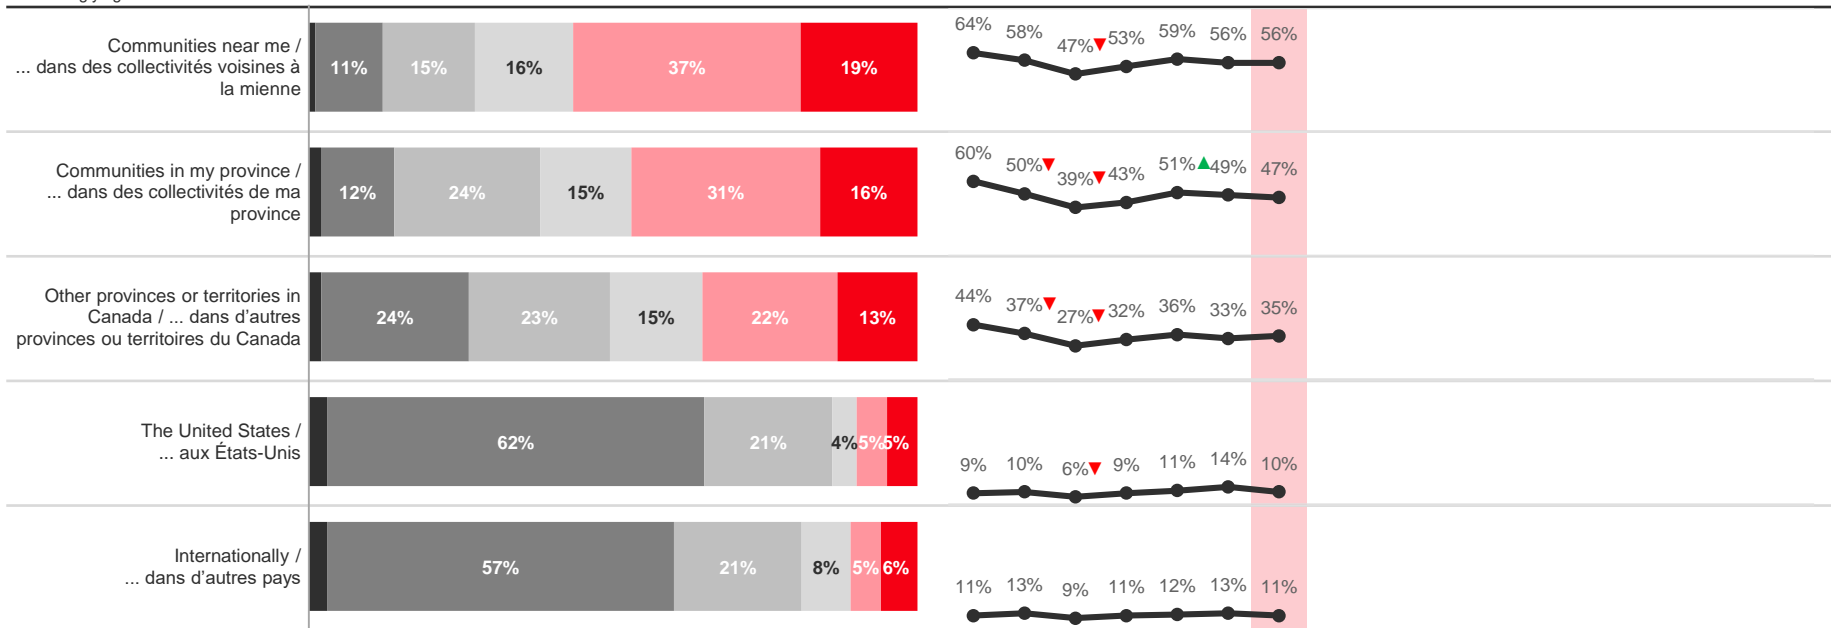 Communities near me /
... dans des collectivités voisines à
la mienne
11% 15% 16% 37% 19%
64% 58% 47% ▼ 53% 59% 56% 56%
Communities in my province /
... dans des collectivités de ma
province
12% 24% 15% 31% 16%
60% 50% ▼ 39% ▼ 43% 51% ▲ 49% 47%
Other provinces or territories in
Canada / ... dans d'autres
provinces ou territoires du Canada
24% 23% 15% 22% 13%
44% 37% ▼ 27% ▼ 32% 36% 33% 35%
The United States /
... aux États-Unis
62% 21% 4% 5% 5%
9% 10% 6% ▼ 9% 11% 14% 10%
Internationally /
... dans d'autres pays
57% 21% 8% 5% 6%
11% 13% 9% 11% 12% 13% 11%